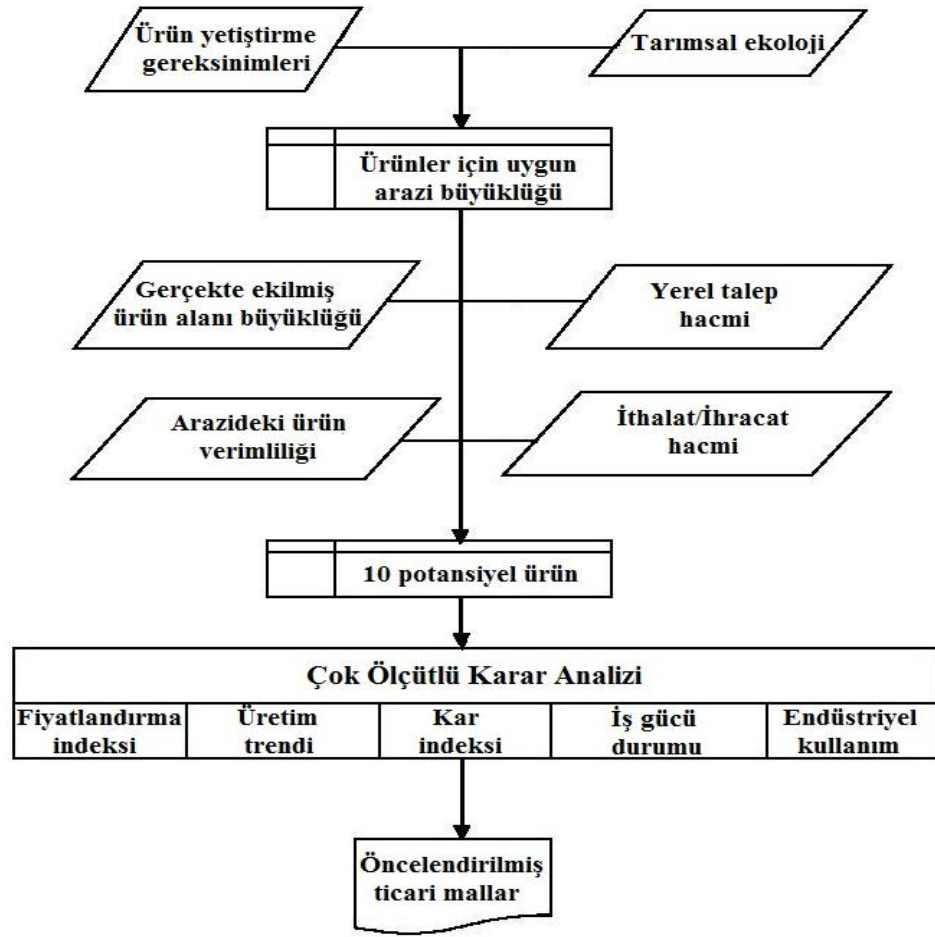 Ürün yetiştirme
gereksinimleri
Tarımsal ekoloji
Ürünler için uygun
arazi büyüklüğü
Gerçekte ekilmiş
ürün alanı büyüklüğü
Yerel talep
hacmi
Arazideki ürün
verimliliği
İthalat/İhracat
hacmi
10 potansiyel ürün
Çok Ölçütlü Karar Analizi
Fiyatlandırma
indeksi
Üretim
trendi
Kar
indeksi
İş gücü
durumu
Endüstriyel
kullanım
Öncelendirilmiş
ticari mallar